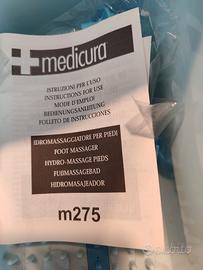 medicura
ISTRUZIONI PER L'USO
INSTRUCTIONS FOR USE
MODE D'EMPLOI
BEDIENUNGSANLEITUNG
FOLLETO DE INSTRUCCIONES
IDROMASSAGGIATORE PER PIEDI
FOOT MASSAGER
HYDRO-MASSAGE PIEDS
FUßMASSAGEBAD
HIDROMASAJEADOR
m275